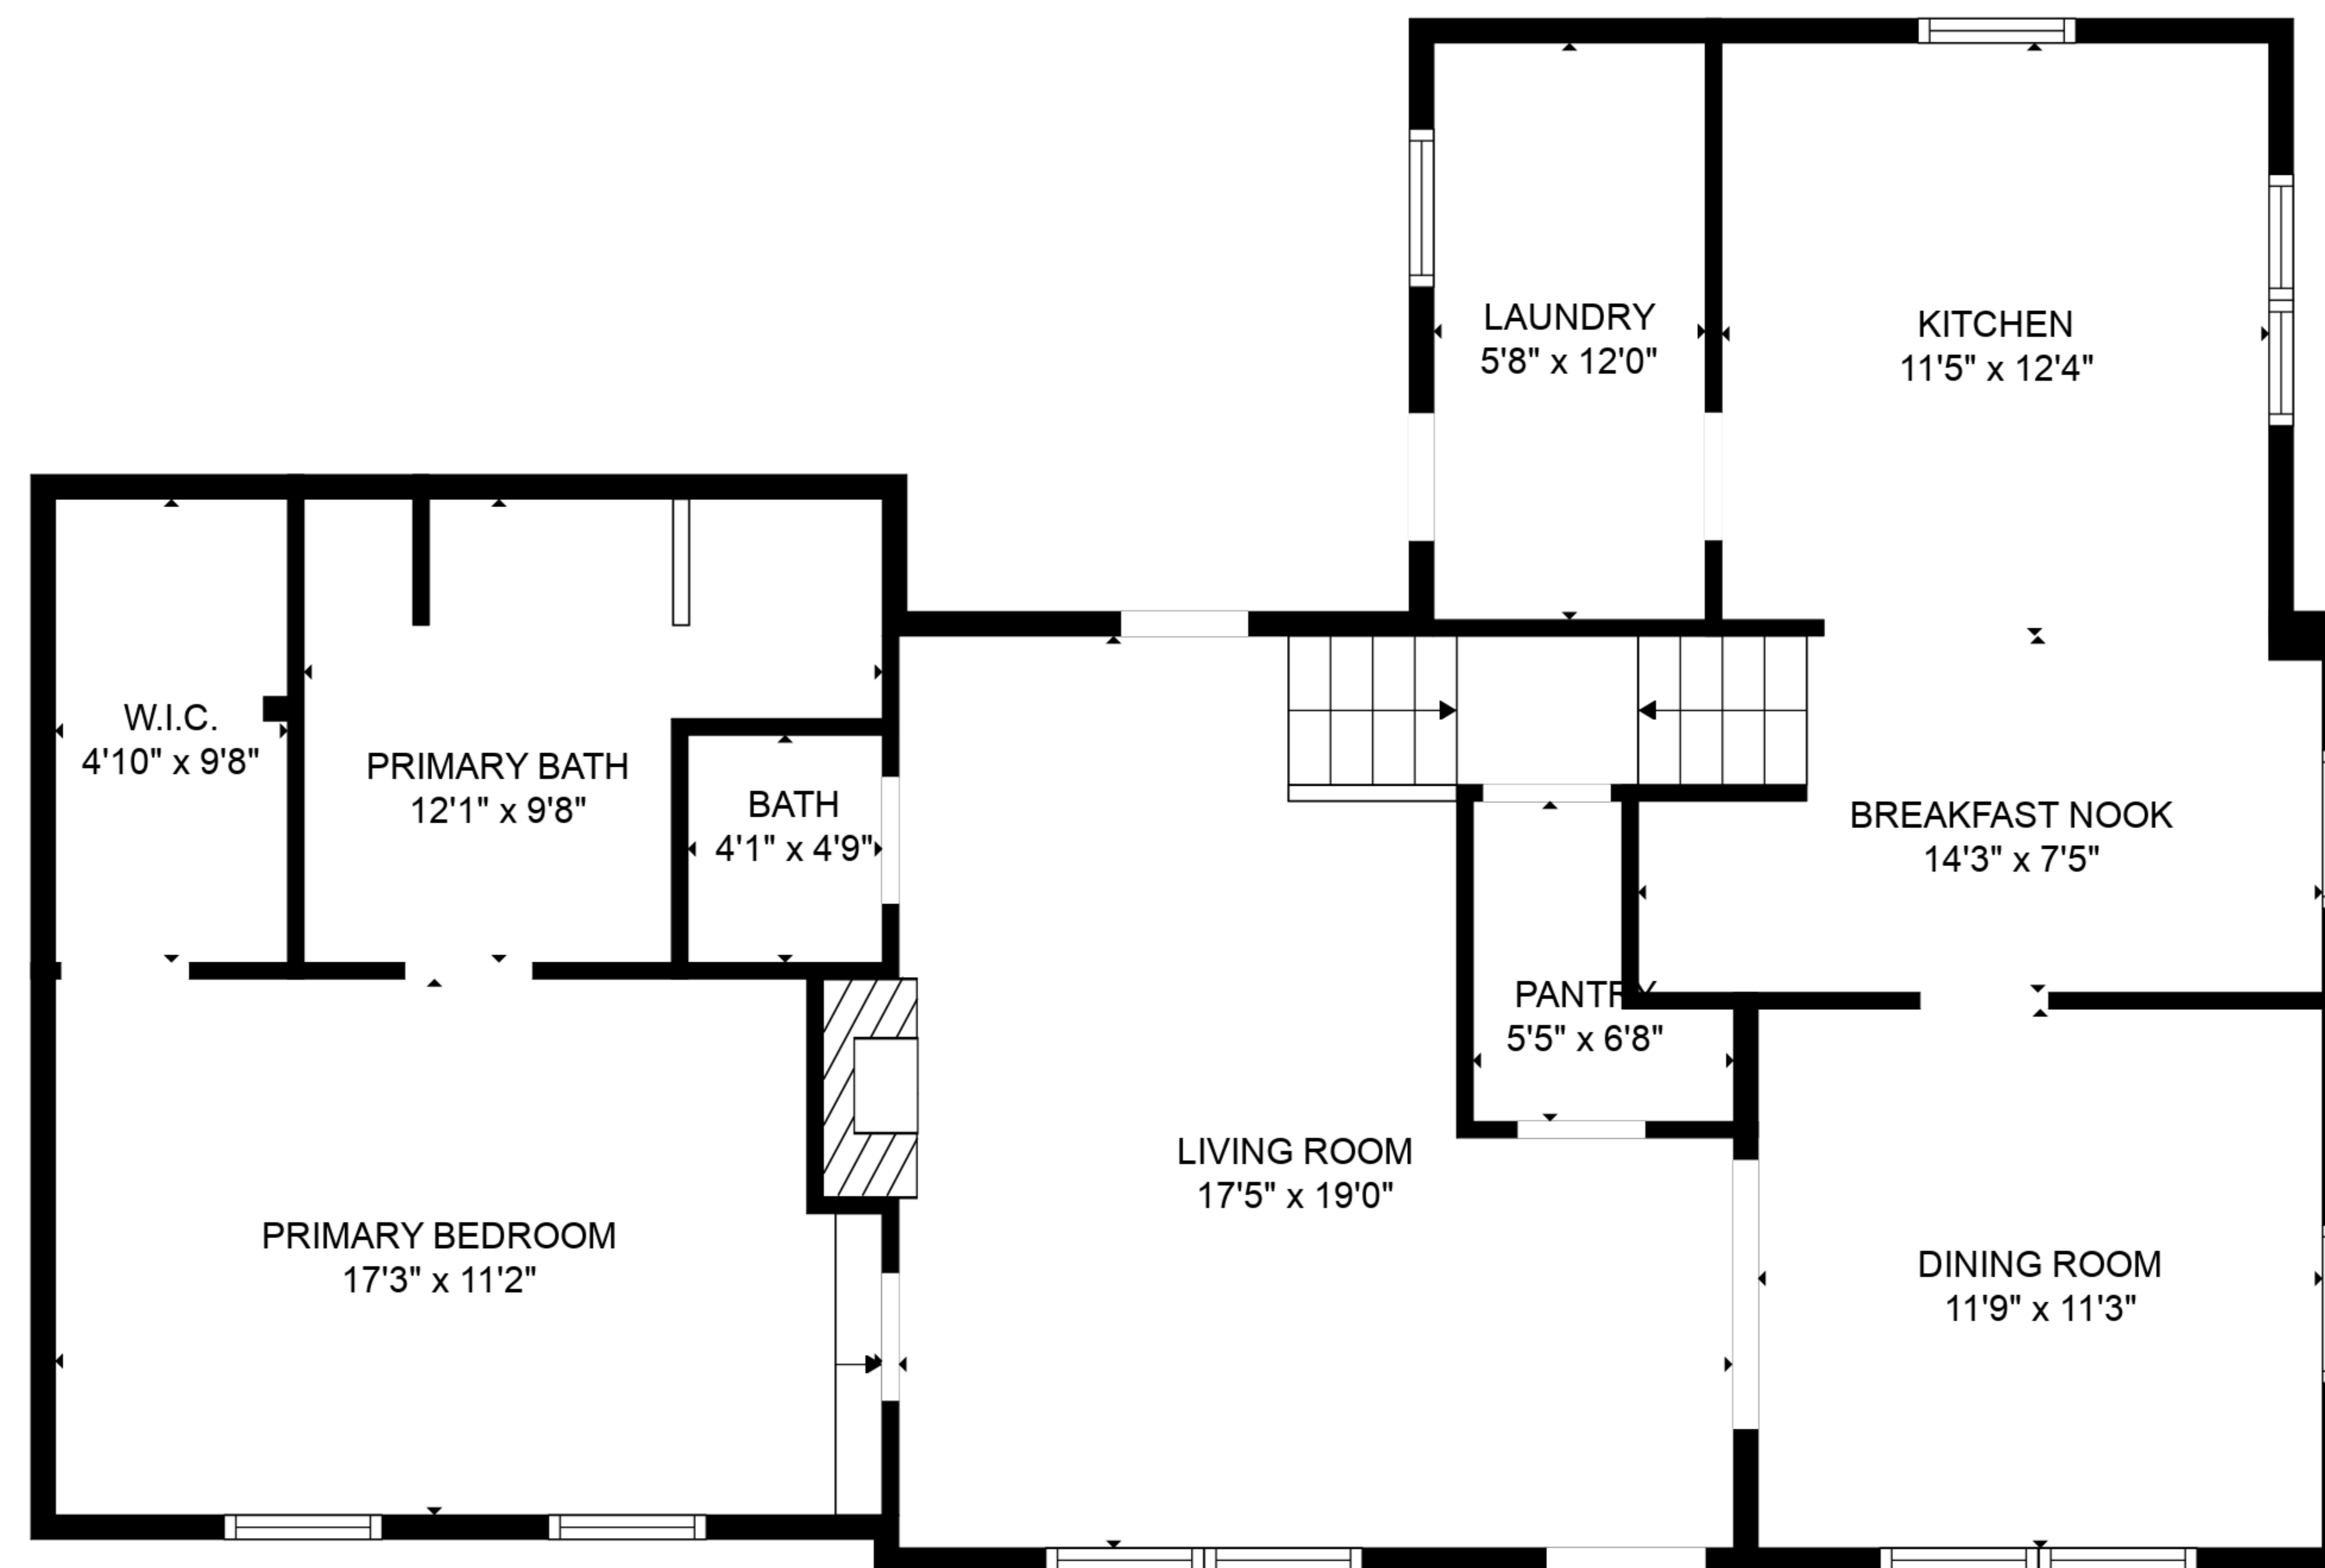 LAUNDRY
5'8" x 12'0"
KITCHEN
11'5" x 12'4"
W.I.C.
4'10" x 9'8"
PRIMARY BATH
12'1" x 9'8"
BATH
4'1" x 4'9"
BREAKFAST NOOK
14'3" x 7'5"
PANTRY
5'5" x 6'8"
LIVING ROOM
17'5" x 19'0"
PRIMARY BEDROOM
17'3" x 11'2"
DINING ROOM
11'9" x 11'3"